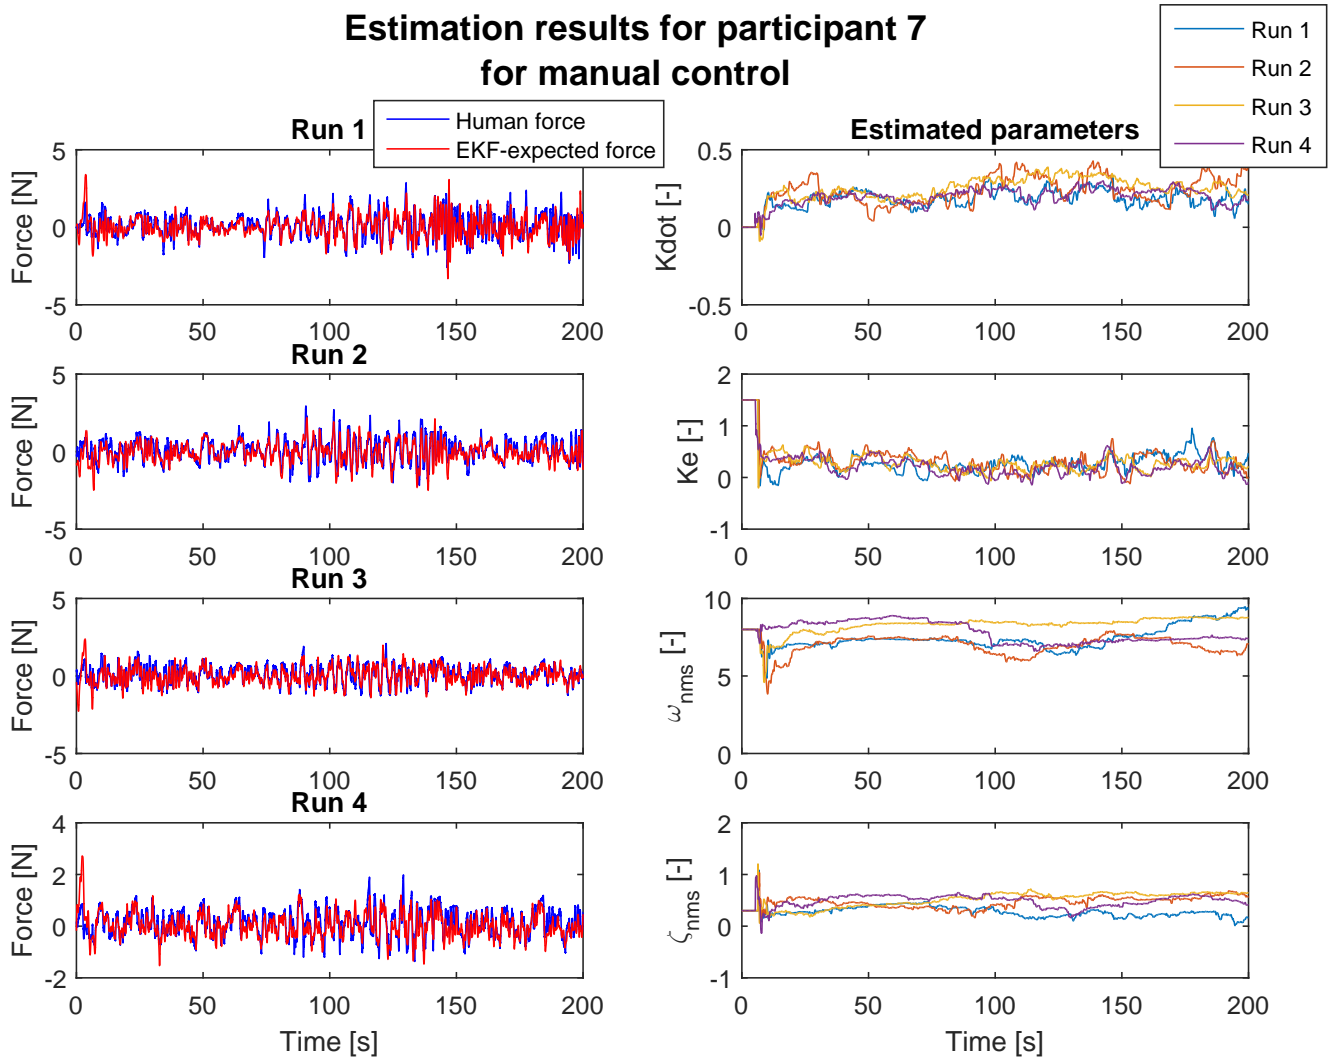 Estimation results for participant 7
for manual control
Run 1
Run 2
Run 3
Run 4
Run 1
Human force
EKF-expected force
Force [N]
5
0
-5
0 50 100 150 200
Estimated parameters
Kdot [-]
0.5
0
-0.5
0 50 100 150 200
Run 2
Force [N]
5
0
-5
0 50 100 150 200
Ke [-]
2
1
0
-1
0 50 100 150 200
Run 3
Force [N]
5
0
-5
0 50 100 150 200
ω_nms [-]
10
5
0
0 50 100 150 200
Run 4
Force [N]
4
2
0
-2
0 50 100 150 200
Time [s]
ζ_nms [-]
2
1
0
-1
0 50 100 150 200
Time [s]